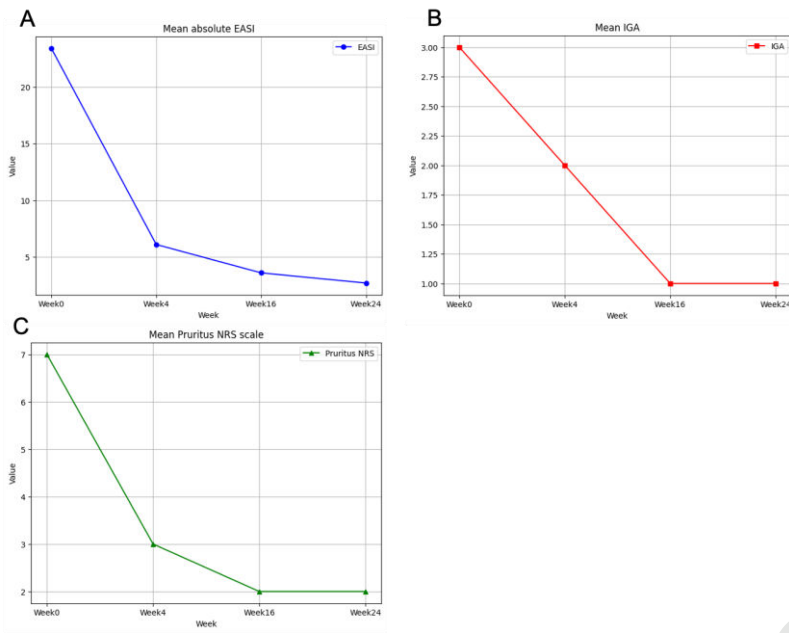 A
Mean absolute EASI
EASI
20
15
10
5
Value
Week0
Week4
Week16
Week24
Week
B
Mean IGA
IGA
3.00
2.75
2.50
2.25
2.00
1.75
1.50
1.25
1.00
Value
Week0
Week4
Week16
Week24
Week
C
Mean Pruritus NRS scale
Pruritus NRS
7
6
5
4
3
2
Value
Week0
Week4
Week16
Week24
Week